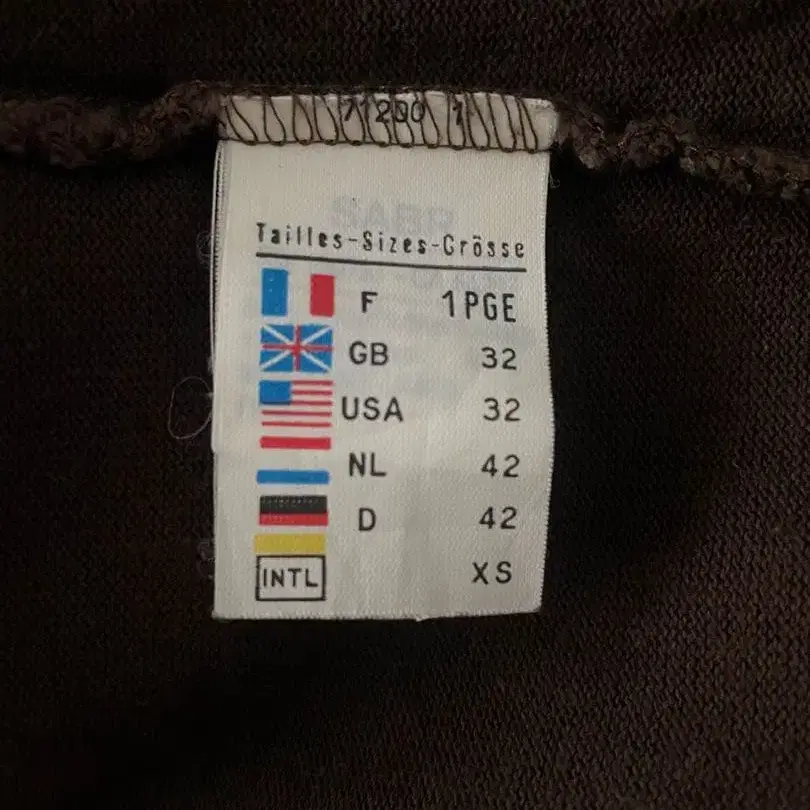 71200 1
Tailles-Sizes-Grösse
F 1PGE
GB 32
USA 32
NL 42
D 42
INTL XS